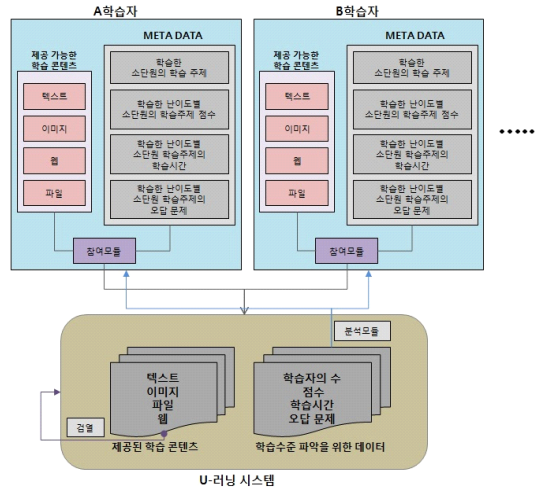 A학습자
META DATA
제공 가능한
학습 콘텐츠
텍스트
이미지
웹
파일
학습한
소단원의 학습 주제
학습한 난이도별
소단원의 학습주제 점수
학습한 난이도별
소단원 학습주제의
학습시간
학습한 난이도별
소단원 학습주제의
오답 문제
참여모듈
B학습자
META DATA
제공 가능한
학습 콘텐츠
텍스트
이미지
웹
파일
학습한
소단원의 학습 주제
학습한 난이도별
소단원의 학습주제 점수
학습한 난이도별
소단원 학습주제의
학습시간
학습한 난이도별
소단원 학습주제의
오답 문제
참여모듈
.....
분석모듈
텍스트
이미지
파일
웹
검열
제공된 학습 콘텐츠
학습자의 수
점수
학습시간
오답 문제
학습수준 파악을 위한 데이터
U-러닝 시스템